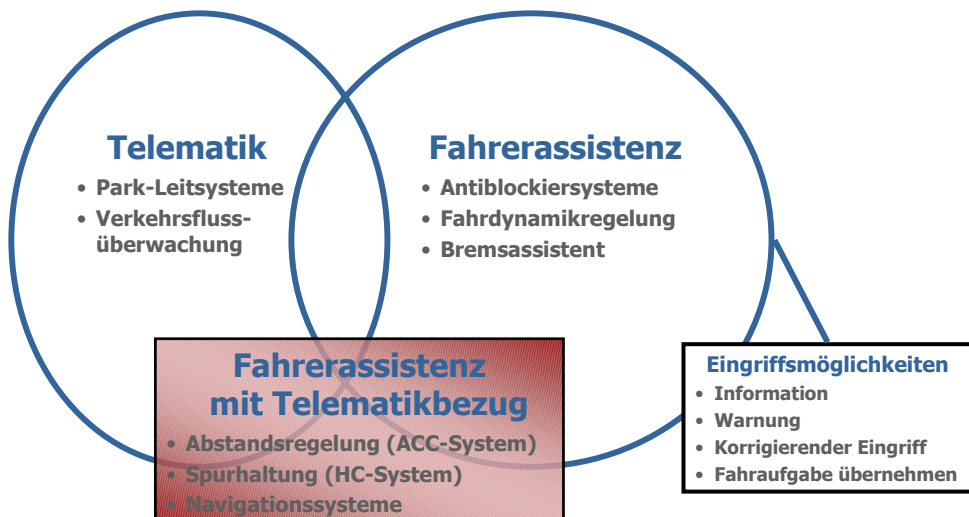 Telematik
• Park-Leitsysteme
• Verkehrsfluss-
überwachung
Fahrerassistenz
• Antiblockiersysteme
• Fahrdynamikregelung
• Bremsassistent
Fahrerassistenz
mit Telematikbezug
• Abstandsregelung (ACC-System)
• Spurhaltung (HC-System)
• Navigationssysteme
Eingriffsmöglichkeiten
• Information
• Warnung
• Korrigierender Eingriff
• Fahraufgabe übernehmen